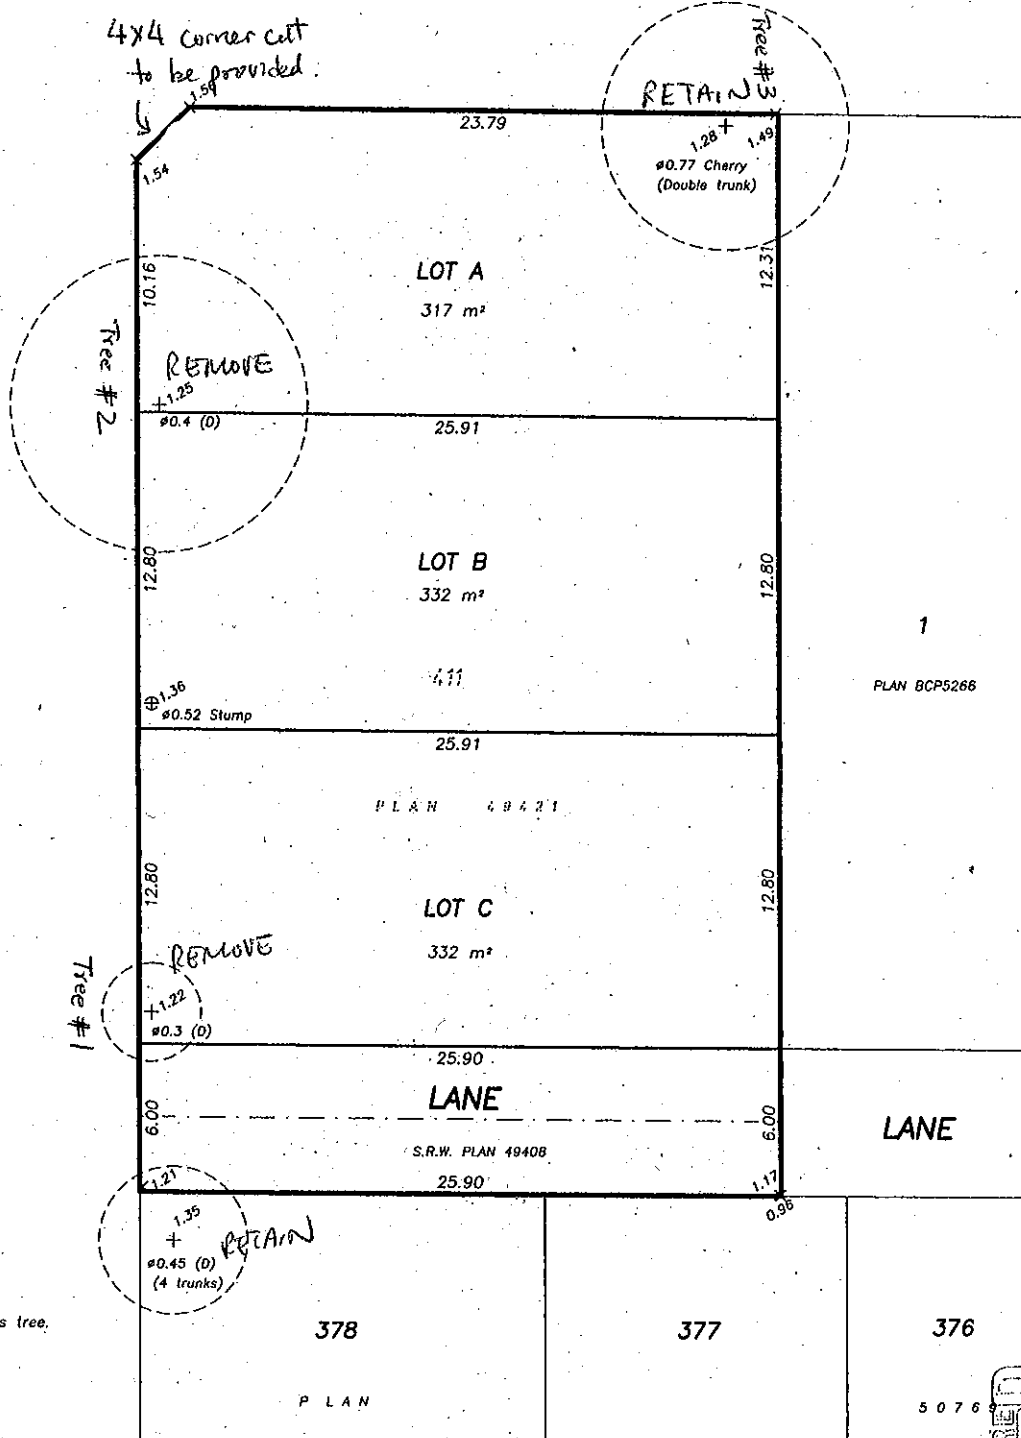 4x4 corner cut
to be provided.
1.59
1.54
23.79
RETAIN
Tree #3
1.28
1.49
ø0.77 Cherry
(Double trunk)
10.16
12.31
LOT A
317 m²
Tree #2
REMOVE
1.25
ø0.4 (D)
25.91
12.80
12.80
LOT B
332 m²
411
1
PLAN BCP5266
1.36
ø0.52 Stump
25.91
PLAN 49421
12.80
12.80
LOT C
332 m²
Tree #1
REMOVE
1.22
ø0.3 (D)
25.90
LANE
6.00
6.00
LANE
S.R.W. PLAN 49408
1.21
25.90
1.17
0.96
1.35
RETAIN
ø0.45 (D)
(4 trunks)
s tree.
378
377
376
PLAN
50769